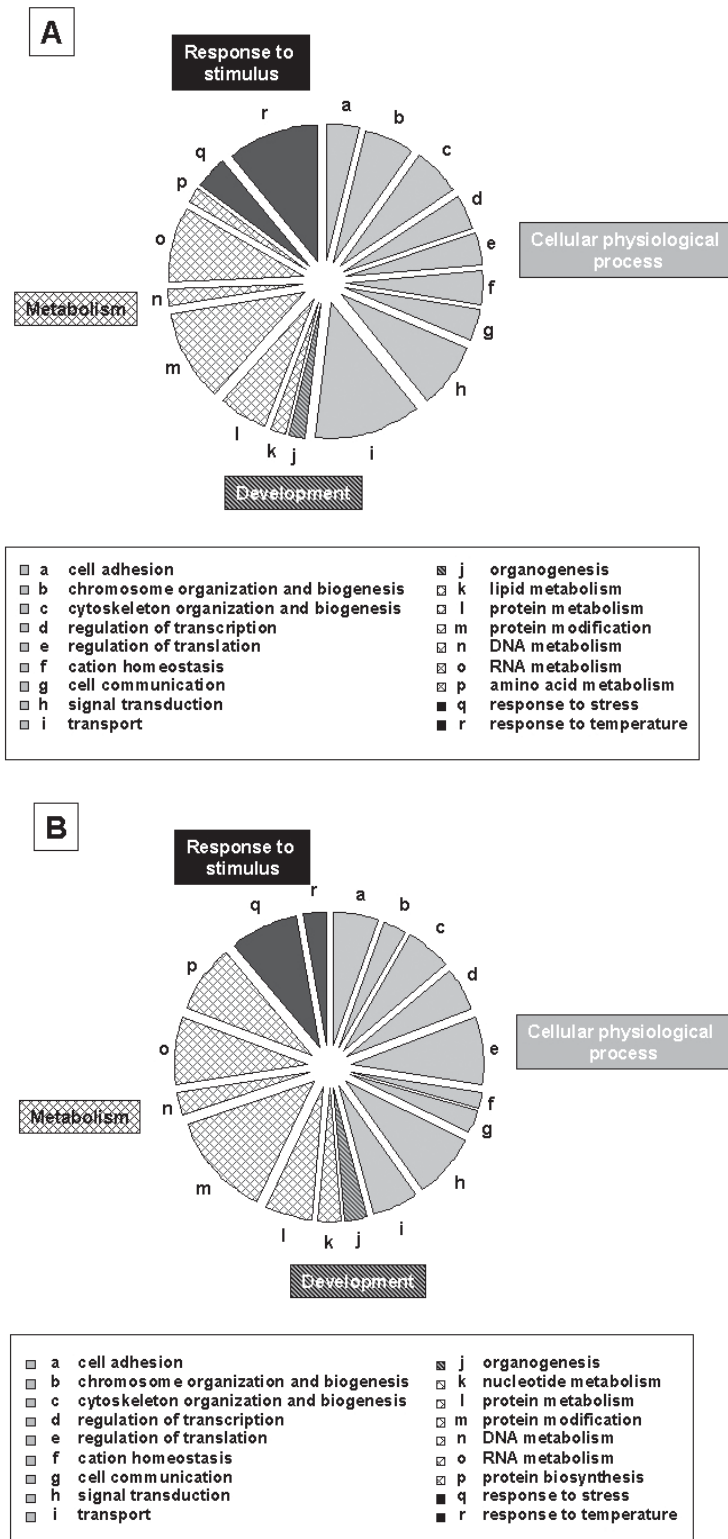 A
Response to
stimulus
r
a
b
q
c
p
d
o
e
Cellular physiological
process
f
Metabolism
n
g
m
h
l
k
j
i
Development
a cell adhesion
b chromosome organization and biogenesis
c cytoskeleton organization and biogenesis
d regulation of transcription
e regulation of translation
f cation homeostasis
g cell communication
h signal transduction
i transport
j organogenesis
k lipid metabolism
l protein metabolism
m protein modification
n DNA metabolism
o RNA metabolism
p amino acid metabolism
q response to stress
r response to temperature
B
Response to
stimulus
r
a
b
q
c
p
d
o
e
Cellular physiological
process
n
f
Metabolism
g
m
h
l
k
j
i
Development
a cell adhesion
b chromosome organization and biogenesis
c cytoskeleton organization and biogenesis
d regulation of transcription
e regulation of translation
f cation homeostasis
g cell communication
h signal transduction
i transport
j organogenesis
k nucleotide metabolism
l protein metabolism
m protein modification
n DNA metabolism
o RNA metabolism
p protein biosynthesis
q response to stress
r response to temperature